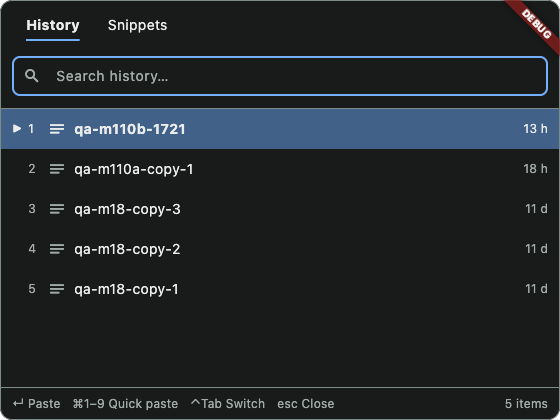 History Snippets
DEBUG
Search history...
1 qa-m110b-1721 13 h
2 qa-m110a-copy-1 18 h
3 qa-m18-copy-3 11 d
4 qa-m18-copy-2 11 d
5 qa-m18-copy-1 11 d
↵ Paste ⌘1–9 Quick paste ^Tab Switch esc Close 5 items